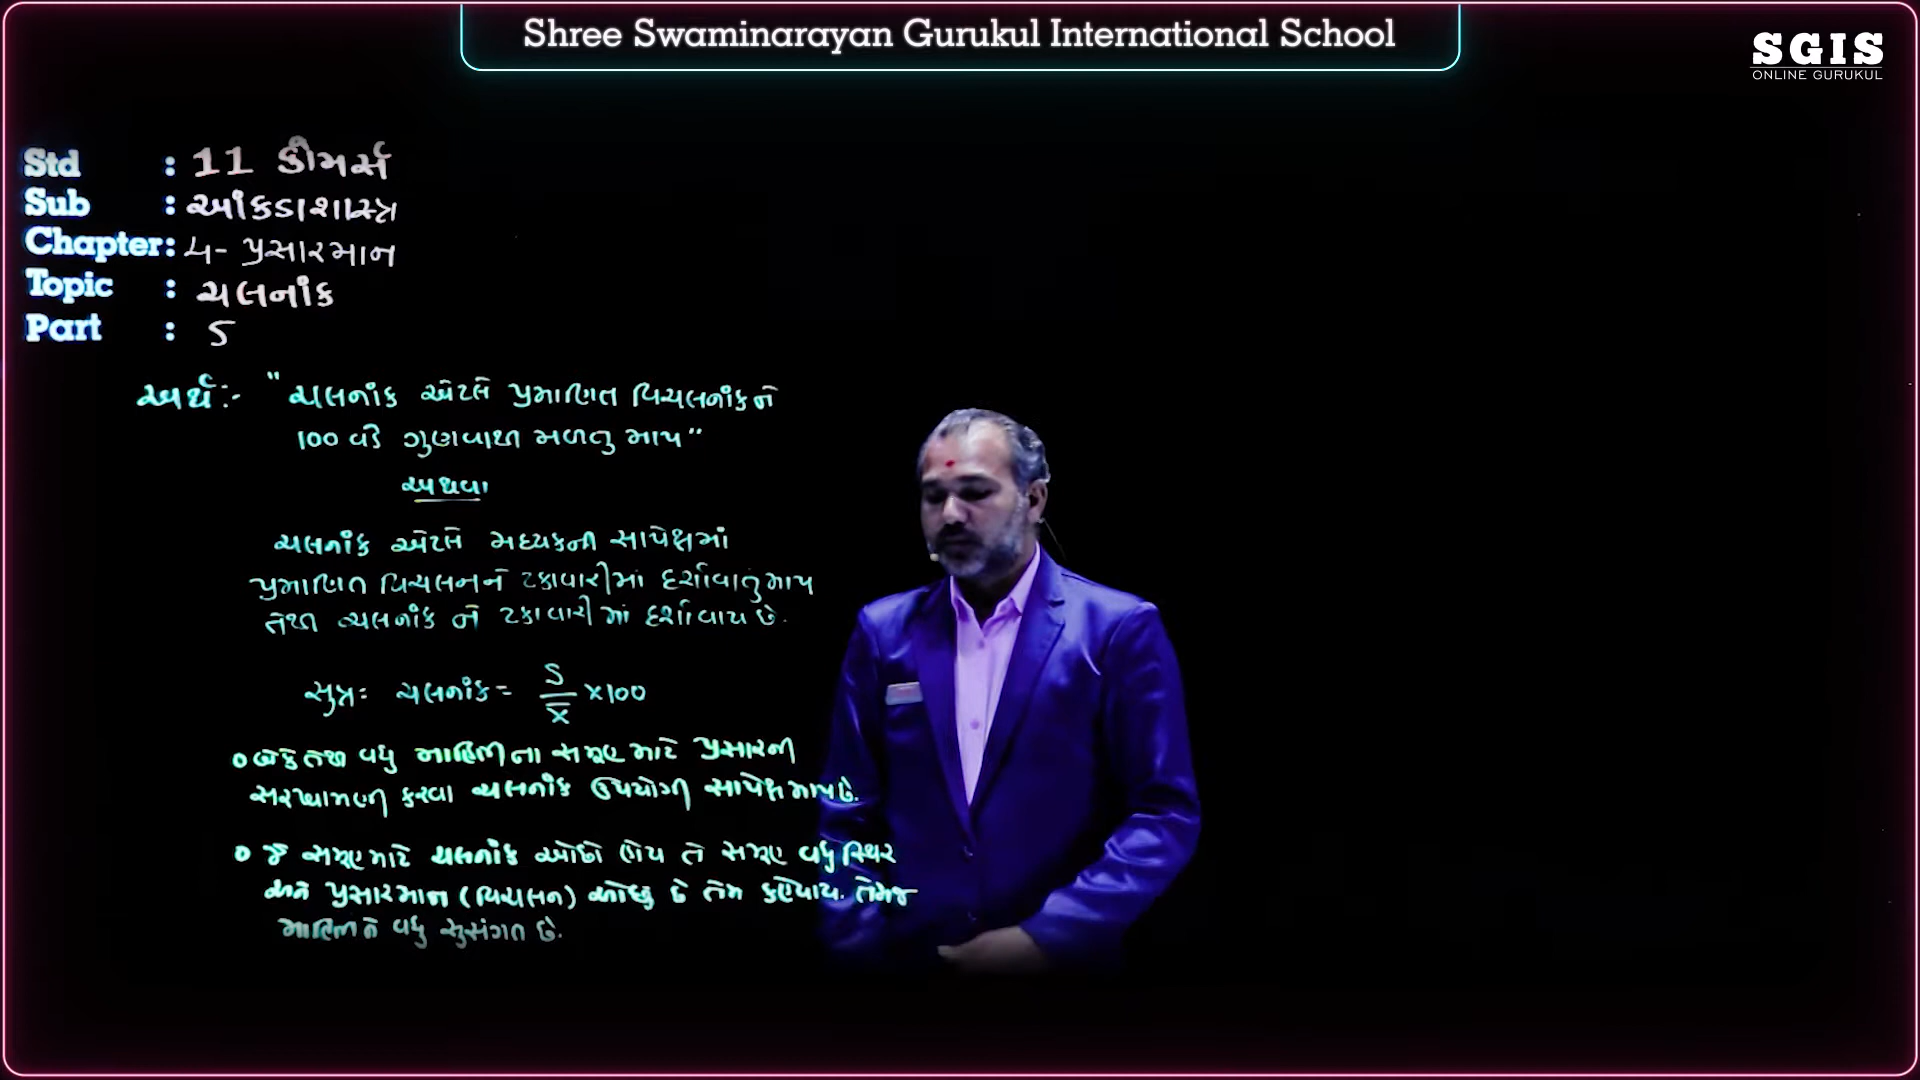 Shree Swaminarayan Gurukul International School
SGIS
ONLINE GURUKUL
Std : 11 કોમર્સ
Sub : આંકડાશાસ્ત્ર
Chapter: 4- પ્રસારમાન
Topic : ચલનાંક
Part : 5
અર્થ:- "ચલનાંક એટલે પ્રમાણિત વિચલનાંકને
100 વડે ગુણવાથી મળતુ માપ"
અથવા
ચલનાંક એટલે મધ્યકની સાપેક્ષમાં
પ્રમાણિત વિચલનને ટકાવારીમાં દર્શાવાતુ માપ
તેથી ચલનાંક ને ટકાવારીમાં દર્શાવાય છે.
સુત્ર: ચલનાંક = S/x̄ ×100
૦ બેકે તેથી વધુ માહિતીના સમૂહ માટે પ્રસારની
સરખામણી કરવા ચલનાંક ઉપયોગી સાપેક્ષ માપ છે.
૦ જે સમૂહ માટે ચલનાંક ઓછો હોય તે સમૂહ વધુ સ્થિર
અને પ્રસારમાન (વિચલન) ઓછુ છે તેમ કહેવાય. તેમજ
માહિતીને વધુ સુસંગત છે.